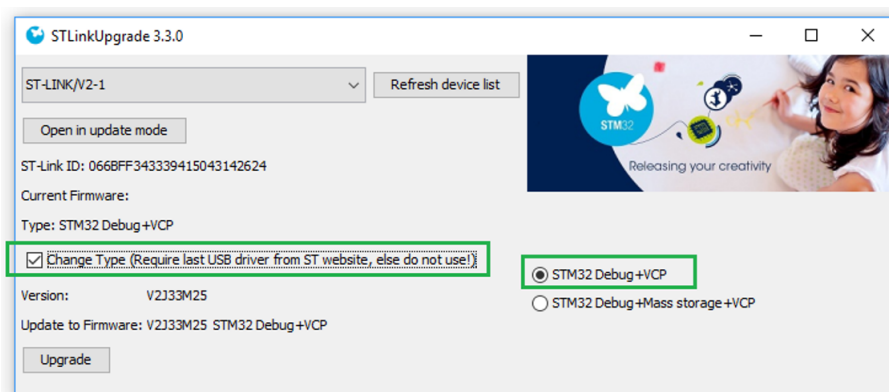 STLinkUpgrade 3.3.0
ST-LINK/V2-1
Refresh device list
Open in update mode
STM32
Releasing your creativity
ST-Link ID: 066BFF343339415043142624
Current Firmware:
Type: STM32 Debug+VCP
Change Type (Require last USB driver from ST website, else do not use!)
STM32 Debug+VCP
Version: V2J33M25
STM32 Debug+Mass storage+VCP
Update to Firmware: V2J33M25 STM32 Debug+VCP
Upgrade